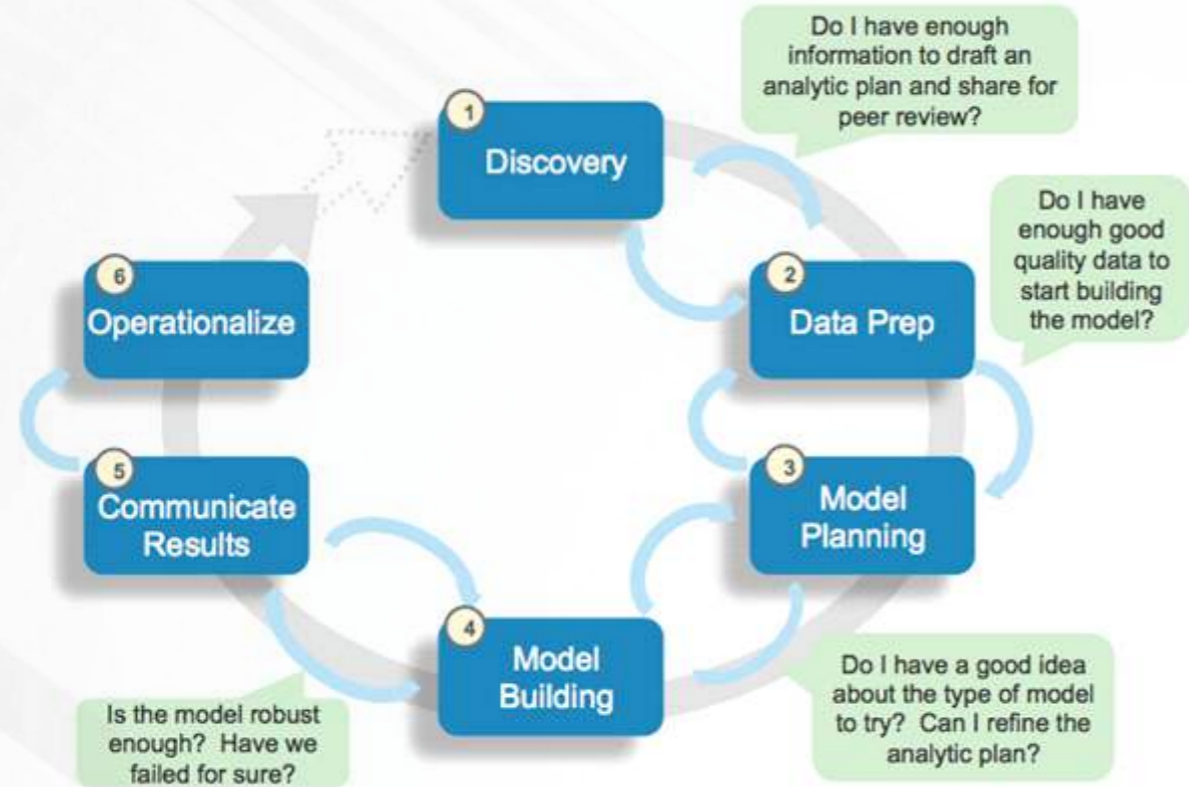 Do I have enough
information to draft an
analytic plan and share for
peer review?
1
Discovery
Do I have
enough good
quality data to
start building
the model?
2
Data Prep
3
Model
Planning
Do I have a good idea
about the type of model
to try? Can I refine the
analytic plan?
4
Model
Building
Is the model robust
enough? Have we
failed for sure?
5
Communicate
Results
6
Operationalize